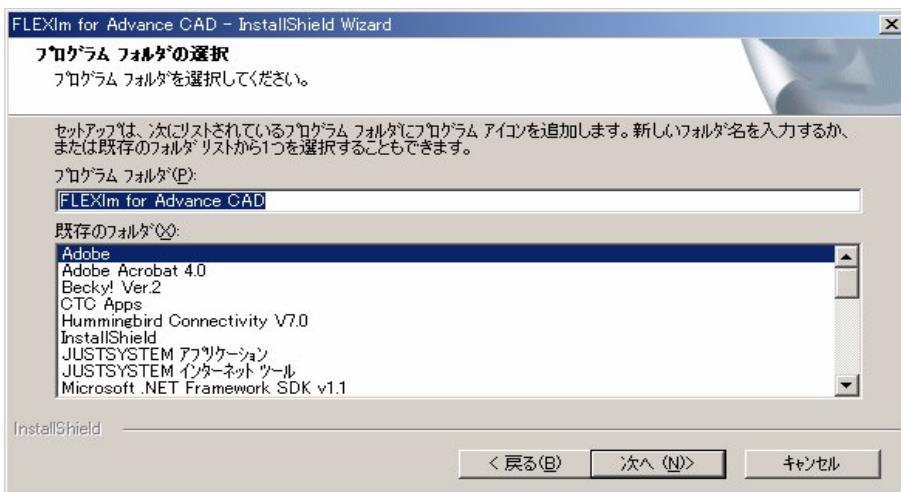 FLEXlm for Advance CAD - InstallShield Wizard
プログラム フォルダの選択
プログラム フォルダを選択してください。
セットアップは、次にリストされているプログラム フォルダにプログラム アイコンを追加します。新しいフォルダ名を入力するか、
または既存のフォルダ リストから1つを選択することもできます。
プログラム フォルダ(P):
FLEXlm for Advance CAD
既存のフォルダ(X):
Adobe
Adobe Acrobat 4.0
Becky! Ver.2
CTC Apps
Hummingbird Connectivity V7.0
InstallShield
JUSTSYSTEM アプリケーション
JUSTSYSTEM インターネット ツール
Microsoft .NET Framework SDK v1.1
InstallShield
< 戻る(B)
次へ (N)>
キャンセル